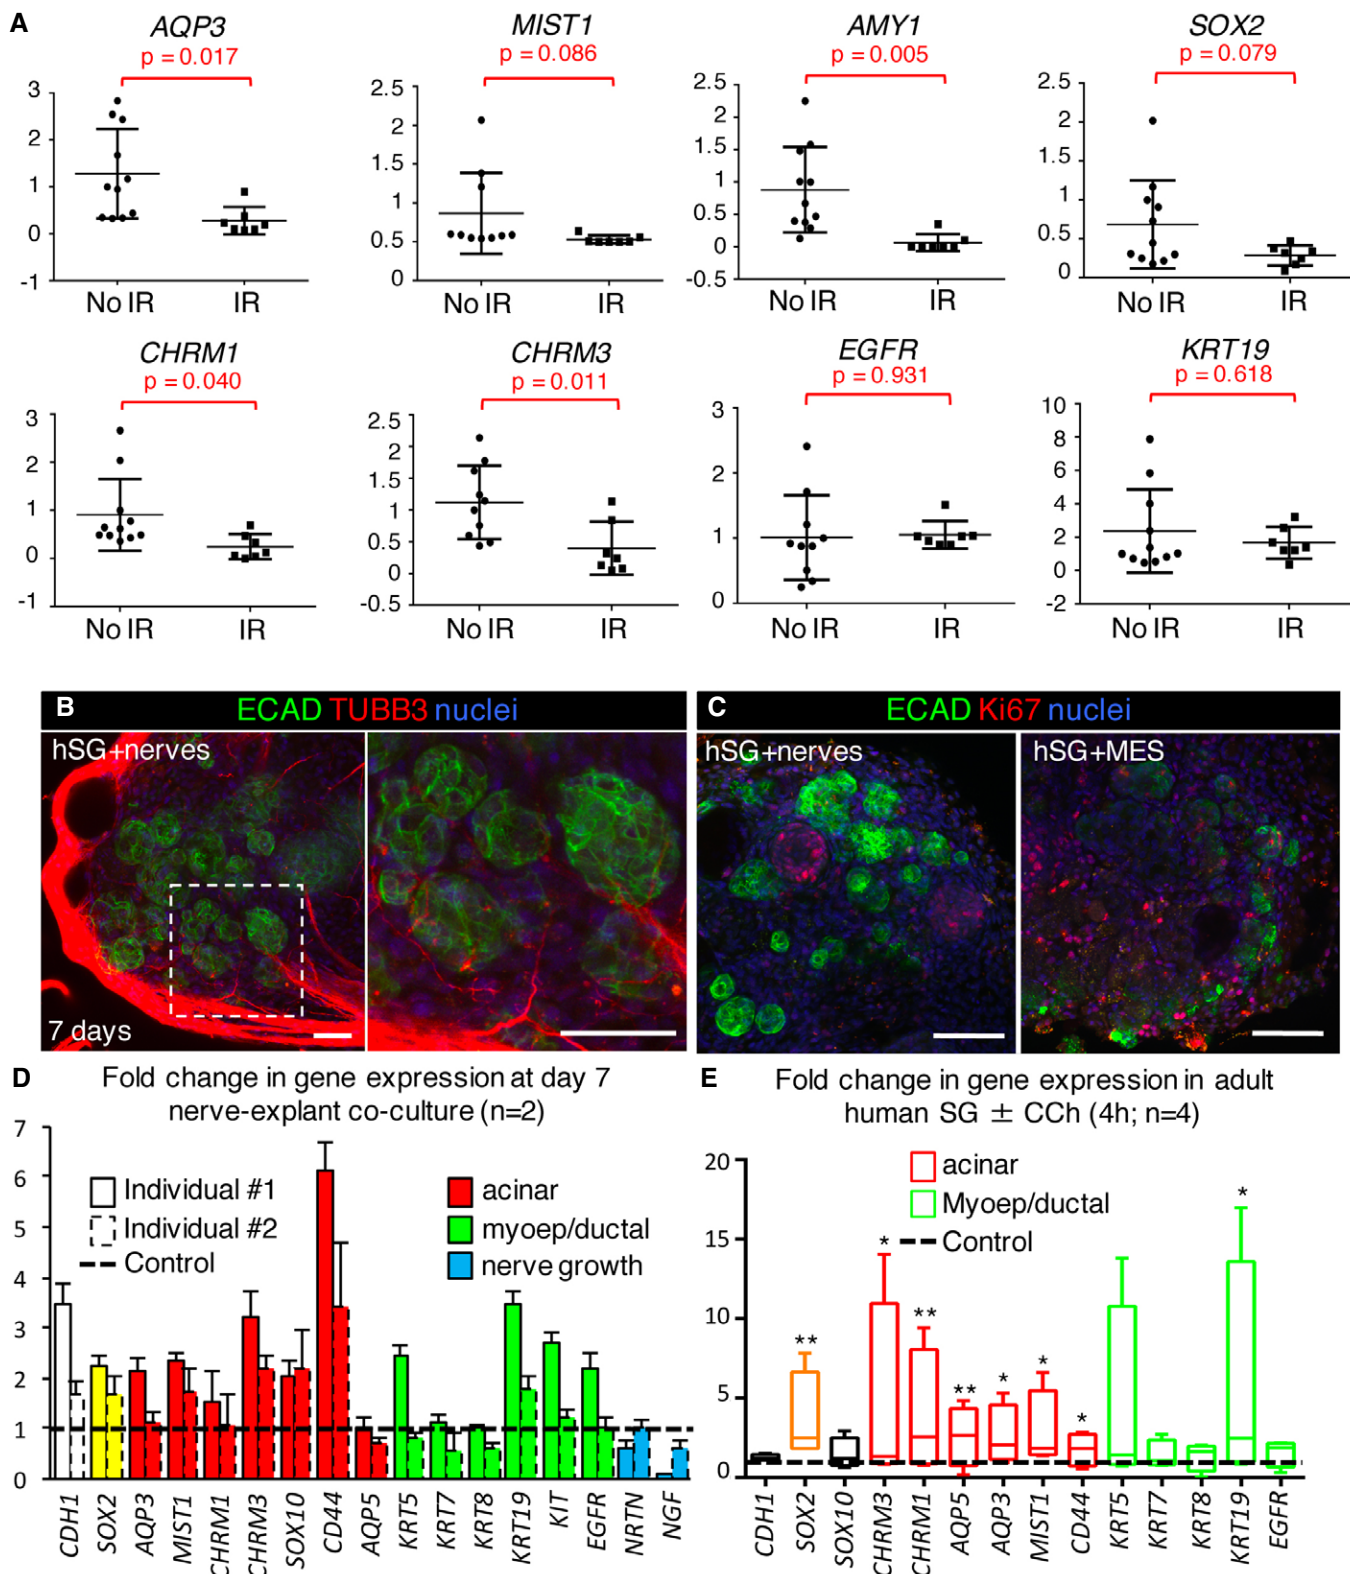 A
AQP3 MIST1 AMY1 SOX2
p = 0.017 p = 0.086 p = 0.005 p = 0.079
3
2
1
0
-1
No IR IR
2.5
2
1.5
1
0.5
0
No IR IR
2.5
2
1.5
1
0.5
0
-0.5
No IR IR
2.5
2
1.5
1
0.5
0
No IR IR
CHRM1 CHRM3 EGFR KRT19
p = 0.040 p = 0.011 p = 0.931 p = 0.618
3
2
1
0
-1
No IR IR
2.5
2
1.5
1
0.5
0
-0.5
No IR IR
3
2
1
0
No IR IR
10
8
6
4
2
0
-2
No IR IR
B ECAD TUBB3 nuclei
hSG+nerves
7 days
C ECAD Ki67 nuclei
hSG+nerves hSG+MES
D Fold change in gene expression at day 7
nerve-explant co-culture (n=2)
7
6
5
4
3
2
1
0
Individual #1
Individual #2
Control
acinar
myoep/ductal
nerve growth
CDH1 SOX2 AQP3 MIST1 CHRM1 CHRM3 SOX10 CD44 AQP5 KRT5 KRT7 KRT8 KRT19 KIT EGFR NRTN NGF
E Fold change in gene expression in adult
human SG ± CCh (4h; n=4)
20
15
10
5
0
acinar
Myoep/ductal
Control
** * ** ** * * * *
CDH1 SOX2 SOX10 CHRM3 CHRM1 AQP5 AQP3 MIST1 CD44 KRT5 KRT7 KRT8 KRT19 EGFR